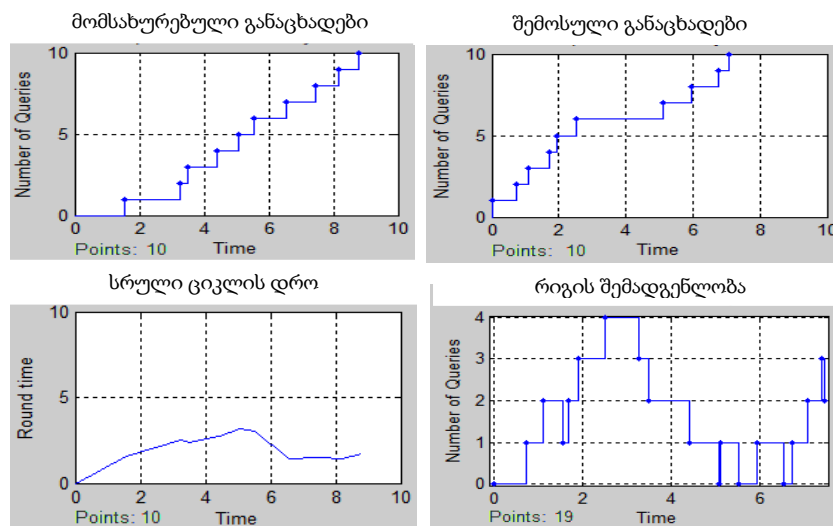 მომსახურებული განაცხადები
10
5
0
Number of Queries
0 2 4 6 8 10
Points: 10 Time
შემოსული განაცხადები
10
5
0
Number of Queries
0 2 4 6 8 10
Points: 10 Time
სრული ციკლის დრო
10
5
0
Round time
0 2 4 6 8 10
Points: 10 Time
რიგის შემადგენლობა
4
3
2
1
0
Number of Queries
0 2 4 6
Points: 19 Time